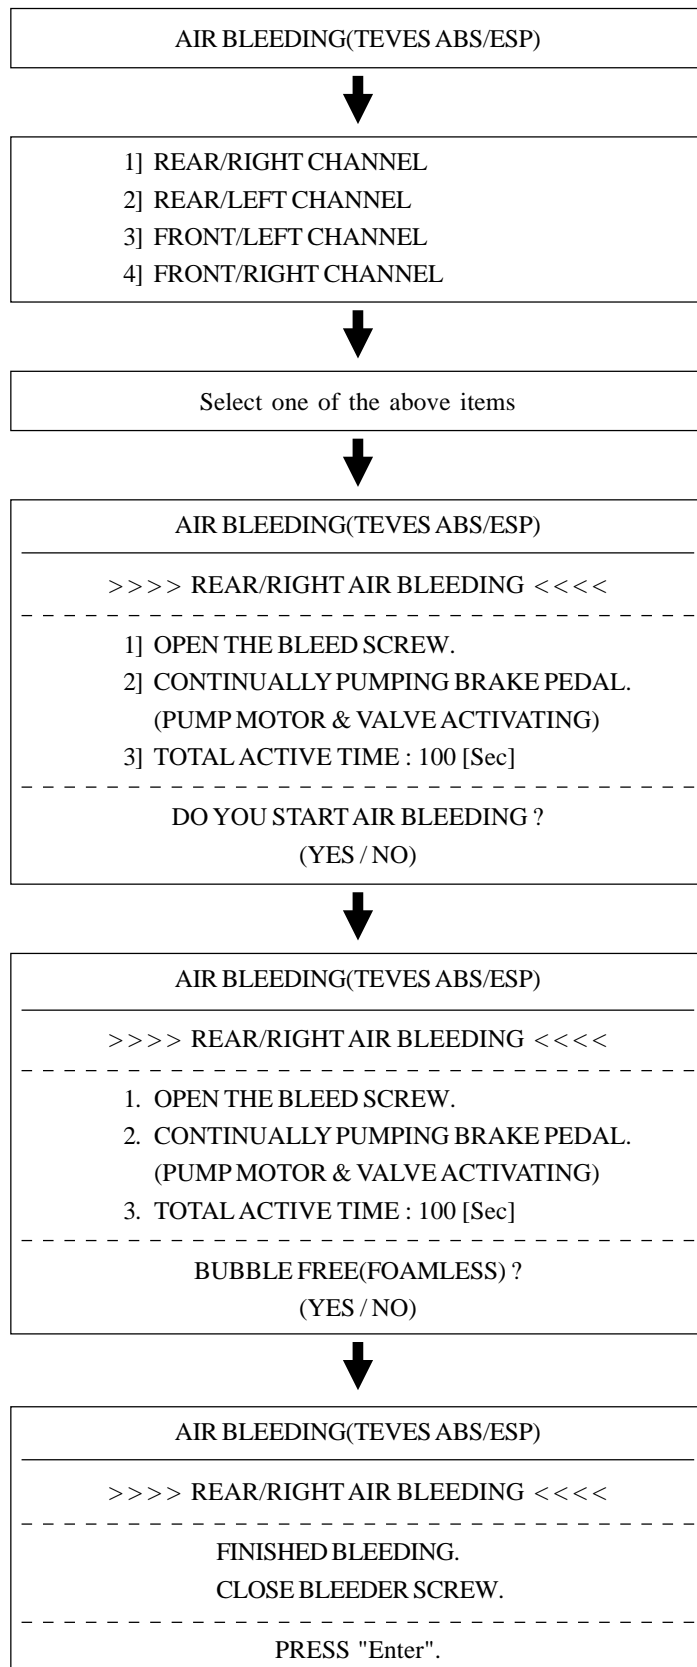 AIR BLEEDING(TEVES ABS/ESP)
1] REAR/RIGHT CHANNEL
2] REAR/LEFT CHANNEL
3] FRONT/LEFT CHANNEL
4] FRONT/RIGHT CHANNEL
Select one of the above items
AIR BLEEDING(TEVES ABS/ESP)
>>>> REAR/RIGHT AIR BLEEDING <<<<
1] OPEN THE BLEED SCREW.
2] CONTINUALLY PUMPING BRAKE PEDAL.
(PUMP MOTOR & VALVE ACTIVATING)
3] TOTAL ACTIVE TIME : 100 [Sec]
DO YOU START AIR BLEEDING ?
(YES / NO)
AIR BLEEDING(TEVES ABS/ESP)
>>>> REAR/RIGHT AIR BLEEDING <<<<
1. OPEN THE BLEED SCREW.
2. CONTINUALLY PUMPING BRAKE PEDAL.
(PUMP MOTOR & VALVE ACTIVATING)
3. TOTAL ACTIVE TIME : 100 [Sec]
BUBBLE FREE(FOAMLESS) ?
(YES / NO)
AIR BLEEDING(TEVES ABS/ESP)
>>>> REAR/RIGHT AIR BLEEDING <<<<
FINISHED BLEEDING.
CLOSE BLEEDER SCREW.
PRESS "Enter".